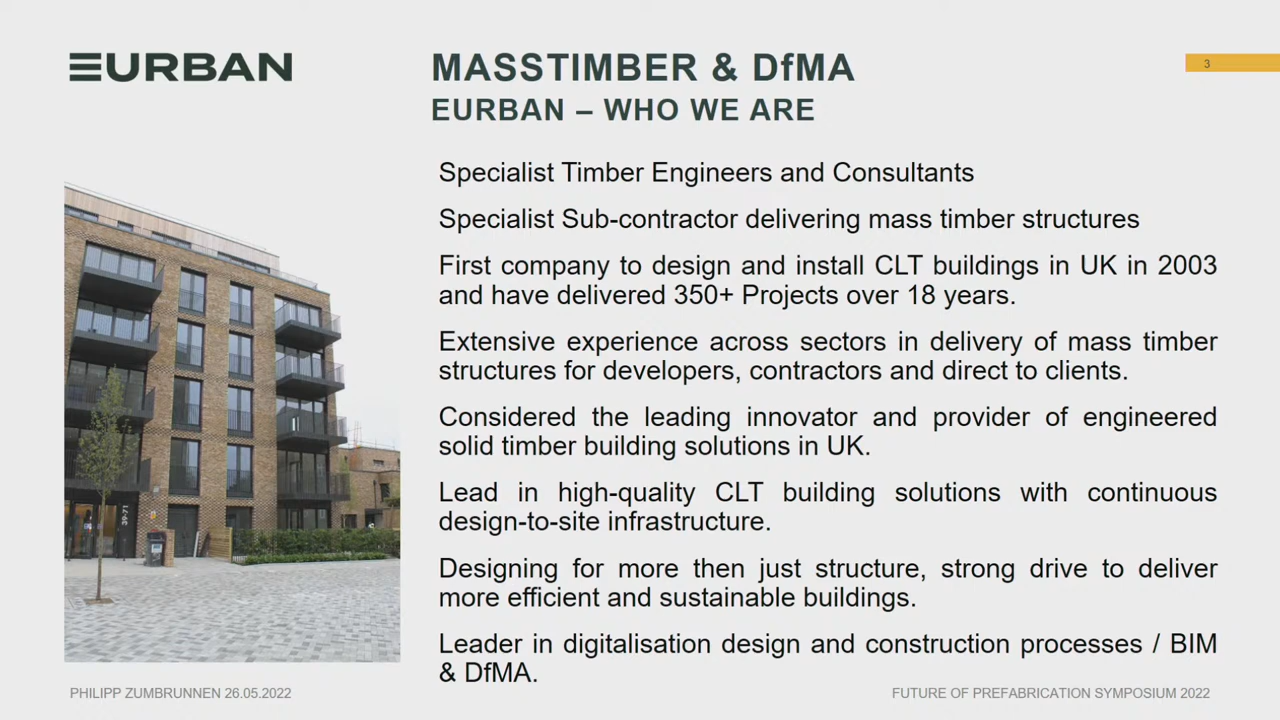 EURBAN
MASSTIMBER & DfMA
3
EURBAN – WHO WE ARE
Specialist Timber Engineers and Consultants
Specialist Sub-contractor delivering mass timber structures
First company to design and install CLT buildings in UK in 2003
and have delivered 350+ Projects over 18 years.
Extensive experience across sectors in delivery of mass timber
structures for developers, contractors and direct to clients.
Considered the leading innovator and provider of engineered
solid timber building solutions in UK.
Lead in high-quality CLT building solutions with continuous
design-to-site infrastructure.
Designing for more then just structure, strong drive to deliver
more efficient and sustainable buildings.
Leader in digitalisation design and construction processes / BIM
& DfMA.
39-71
PHILIPP ZUMBRUNNEN 26.05.2022
FUTURE OF PREFABRICATION SYMPOSIUM 2022